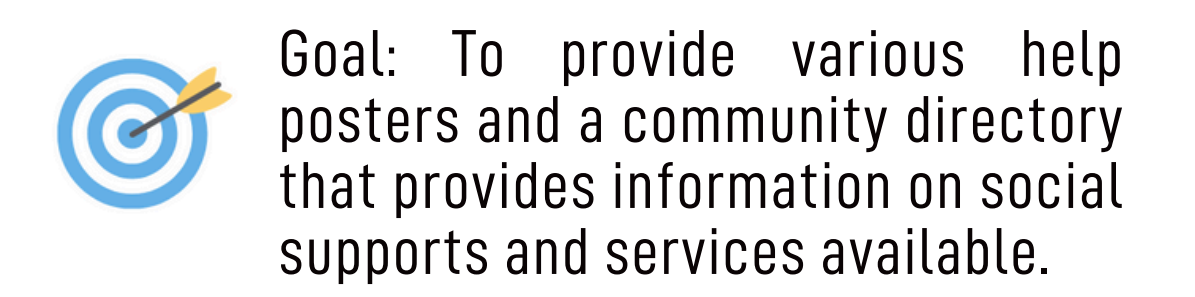 Goal: To provide various help
posters and a community directory
that provides information on social
supports and services available.